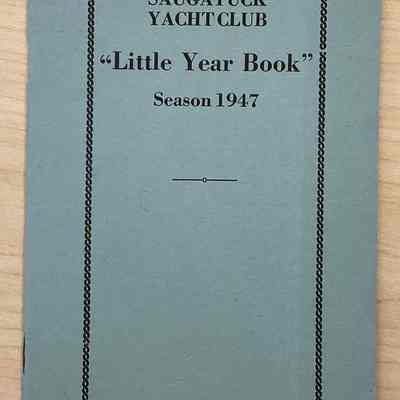 SAUGATUCK
YACHT CLUB
“Little Year Book”
Season 1947